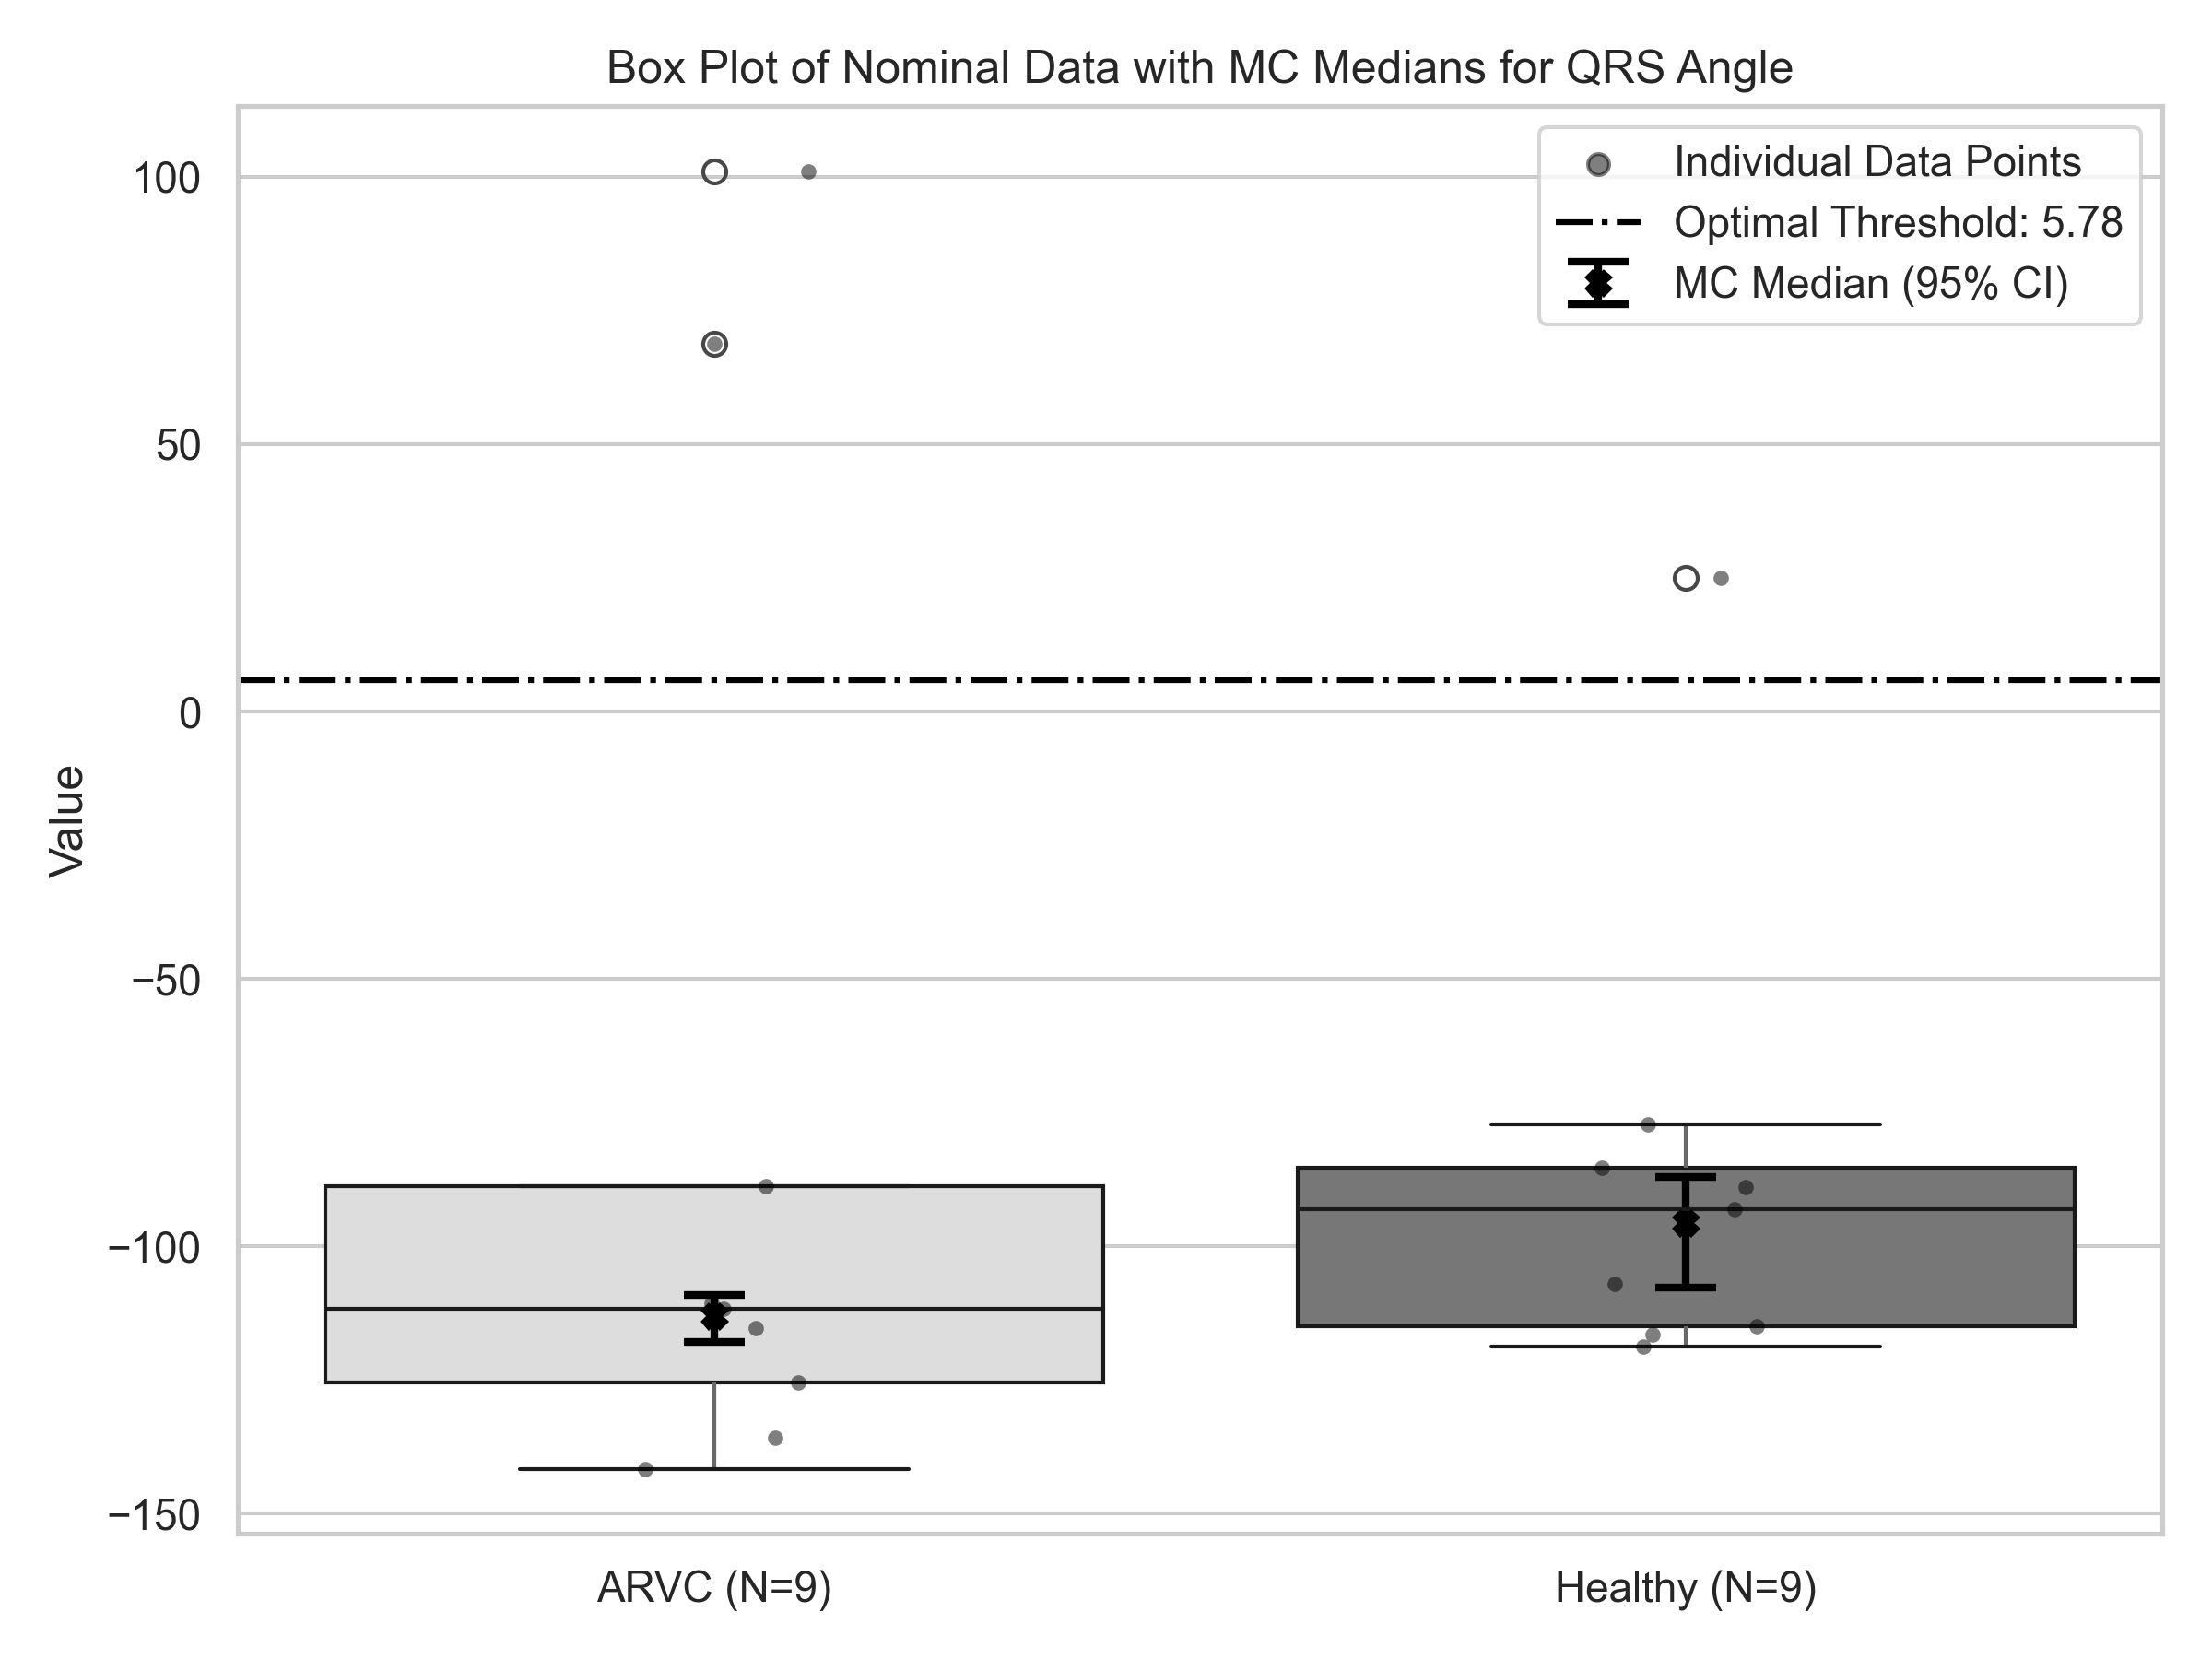 Box Plot of Nominal Data with MC Medians for QRS Angle
Individual Data Points
Optimal Threshold: 5.78
MC Median (95% CI)
Value
100
50
0
−50
−100
−150
ARVC (N=9)
Healthy (N=9)